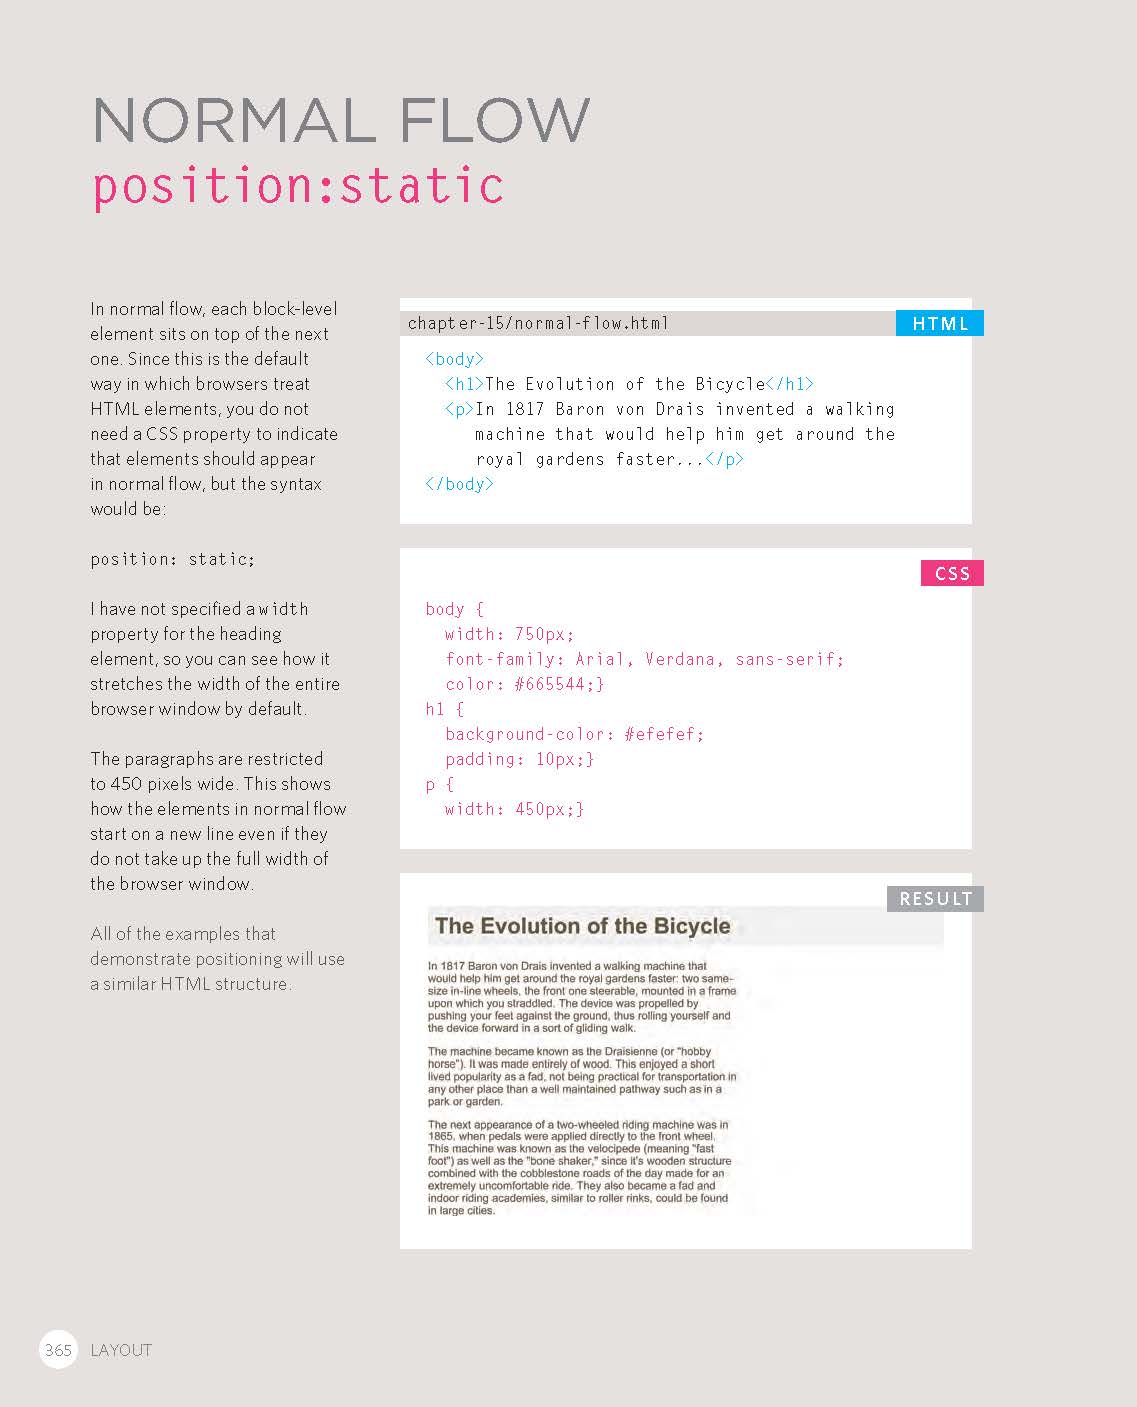 NORMAL FLOW
position:static
In normal flow, each block-level
element sits on top of the next
one. Since this is the default
way in which browsers treat
HTML elements, you do not
need a CSS property to indicate
that elements should appear
in normal flow, but the syntax
would be:
position: static;
I have not specified a width
property for the heading
element, so you can see how it
stretches the width of the entire
browser window by default.
The paragraphs are restricted
to 450 pixels wide. This shows
how the elements in normal flow
start on a new line even if they
do not take up the full width of
the browser window.
All of the examples that
demonstrate positioning will use
a similar HTML structure.
chapter-15/normal-flow.html
HTML
<body>
<h1>The Evolution of the Bicycle</h1>
<p>In 1817 Baron von Drais invented a walking
machine that would help him get around the
royal gardens faster...</p>
</body>
CSS
body {
width: 750px;
font-family: Arial, Verdana, sans-serif;
color: #665544;}
h1 {
background-color: #efefef;
padding: 10px;}
p {
width: 450px;}
RESULT
The Evolution of the Bicycle
In 1817 Baron von Drais invented a walking machine that
would help him get around the royal gardens faster: two same-
size in-line wheels, the front one steerable, mounted in a frame
upon which you straddled. The device was propelled by
pushing your feet against the ground, thus rolling yourself and
the device forward in a sort of gliding walk.
The machine became known as the Draisienne (or "hobby
horse"). It was made entirely of wood. This enjoyed a short
lived popularity as a fad, not being practical for transportation in
any other place than a well maintained pathway such as in a
park or garden.
The next appearance of a two-wheeled riding machine was in
1865, when pedals were applied directly to the front wheel.
This machine was known as the velocipede (meaning "fast
foot") as well as the "bone shaker," since it's wooden structure
combined with the cobblestone roads of the day made for an
extremely uncomfortable ride. They also became a fad and
indoor riding academies, similar to roller rinks, could be found
in large cities.
365 LAYOUT